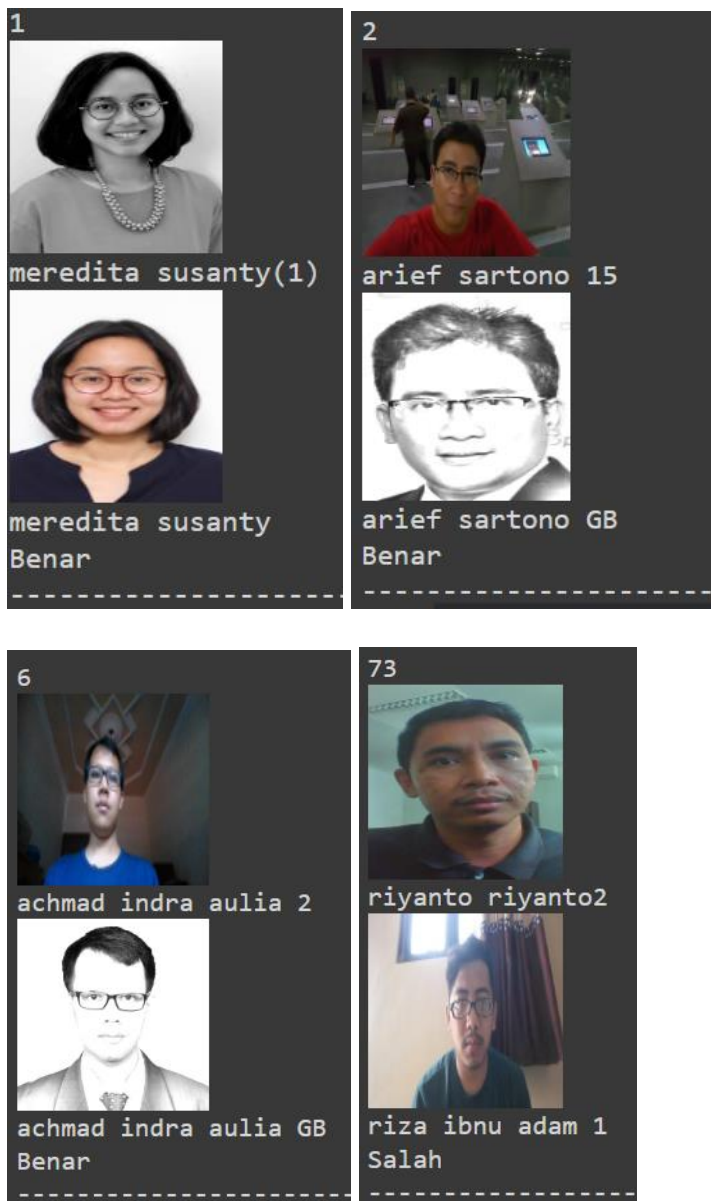 1
meredita susanty(1)
meredita susanty
Benar
---------------------
2
arief sartono 15
arief sartono GB
Benar
---------------------
6
achmad indra aulia 2
achmad indra aulia GB
Benar
---------------------
73
riyanto riyanto2
riza ibnu adam 1
Salah
-----------------